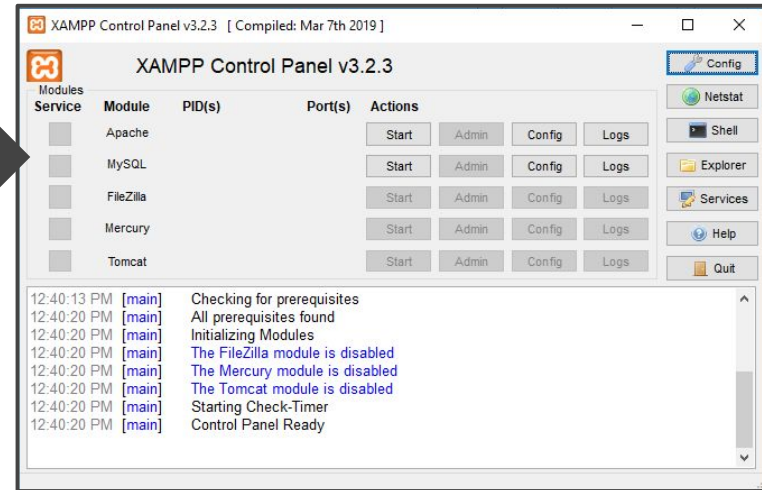 XAMPP Control Panel v3.2.3 [ Compiled: Mar 7th 2019 ]
XAMPP Control Panel v3.2.3
Config
Modules
Service Module PID(s) Port(s) Actions
Netstat
Apache Start Admin Config Logs
Shell
MySQL Start Admin Config Logs
Explorer
FileZilla Start Admin Config Logs
Services
Mercury Start Admin Config Logs
Help
Tomcat Start Admin Config Logs
Quit
12:40:13 PM [main] Checking for prerequisites
12:40:20 PM [main] All prerequisites found
12:40:20 PM [main] Initializing Modules
12:40:20 PM [main] The FileZilla module is disabled
12:40:20 PM [main] The Mercury module is disabled
12:40:20 PM [main] The Tomcat module is disabled
12:40:20 PM [main] Starting Check-Timer
12:40:20 PM [main] Control Panel Ready